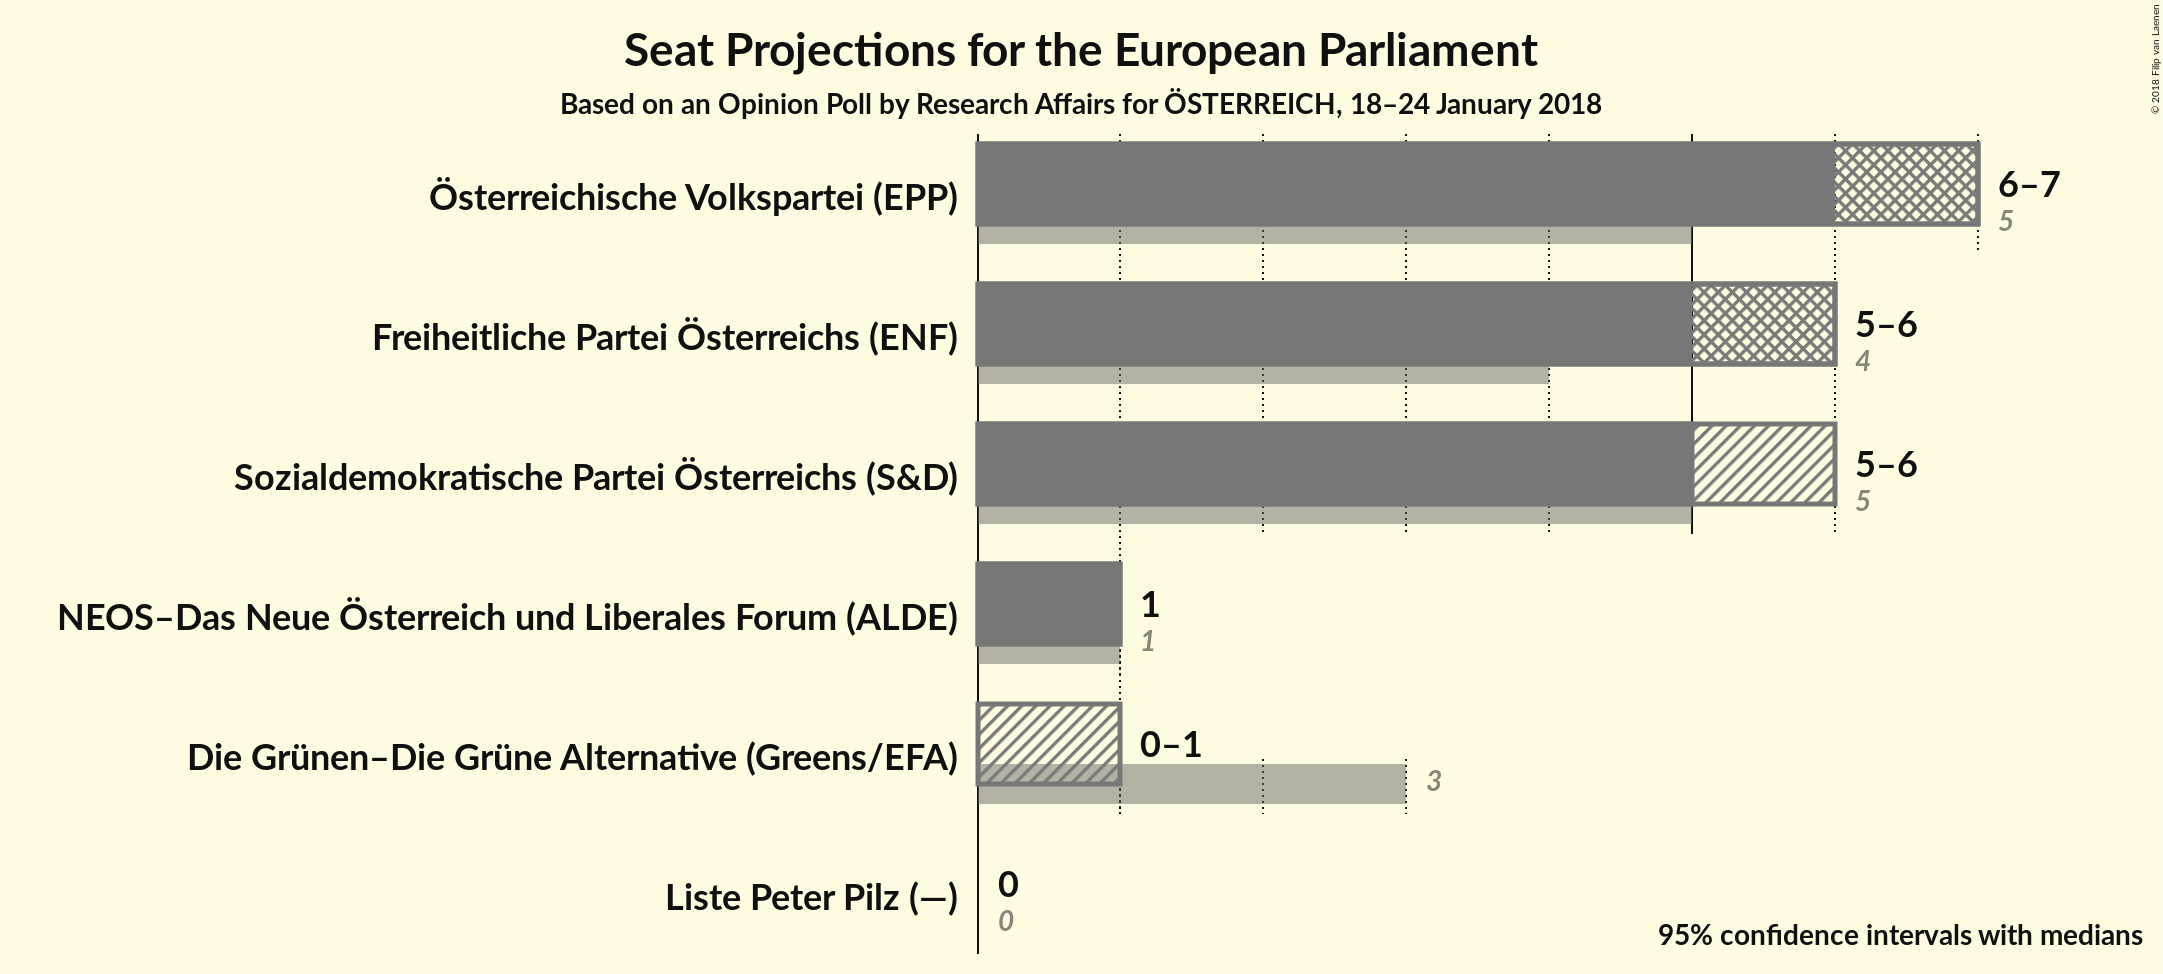 Seat Projections for the European Parliament
Based on an Opinion Poll by Research Affairs for ÖSTERREICH, 18–24 January 2018
© 2018 Filip van Laenen
Österreichische Volkspartei (EPP)
6–7
5
Freiheitliche Partei Österreichs (ENF)
5–6
4
Sozialdemokratische Partei Österreichs (S&D)
5–6
5
NEOS–Das Neue Österreich und Liberales Forum (ALDE)
1
1
Die Grünen–Die Grüne Alternative (Greens/EFA)
0–1
3
Liste Peter Pilz (—)
0
0
95% confidence intervals with medians